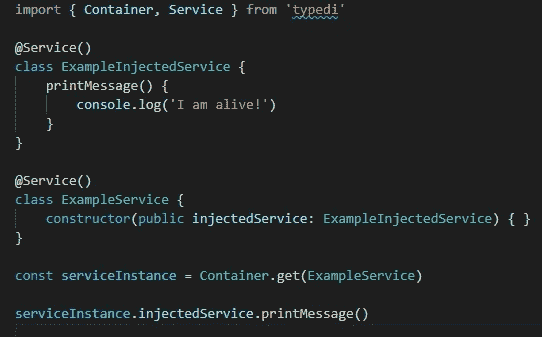 import { Container, Service } from 'typedi'
@Service()
class ExampleInjectedService {
printMessage() {
console.log('I am alive!')
}
}
@Service()
class ExampleService {
constructor(public injectedService: ExampleInjectedService) { }
}
const serviceInstance = Container.get(ExampleService)
serviceInstance.injectedService.printMessage()